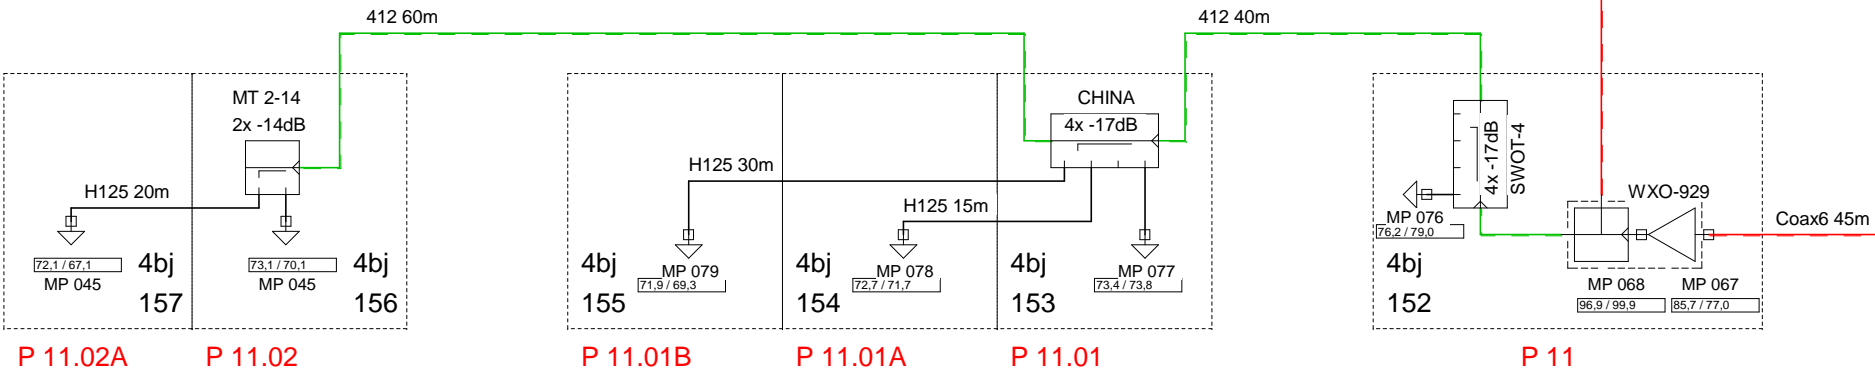 412 60m
412 40m
MT 2-14
2x -14dB
CHINA
4x -17dB
4x -17dB
SWOT-4
H125 30m
H125 20m
H125 15m
WXO-929
Coax6 45m
MP 076
76,2 / 79,0
72,1 / 67,1
MP 045
4bj
157
73,1 / 70,1
MP 045
4bj
156
4bj
155
MP 079
71,9 / 69,3
4bj
154
MP 078
72,7 / 71,7
4bj
153
MP 077
73,4 / 73,8
4bj
152
MP 068
96,9 / 99,9
MP 067
85,7 / 77,0
P 11.02A
P 11.02
P 11.01B
P 11.01A
P 11.01
P 11